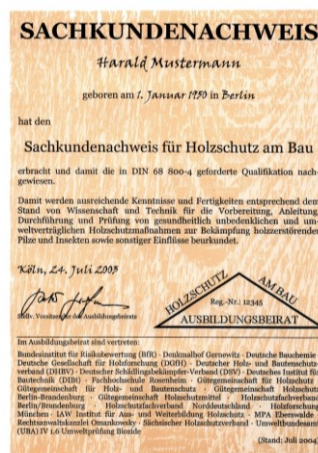 SACHKUNDENACHWEIS
Harald Mustermann
geboren am 1. Januar 1950 in Berlin
hat den
Sachkundenachweis für Holzschutz am Bau
erbracht und damit die in DIN 68 800-4 geforderte Qualifikation nach-
gewiesen.
Damit werden ausreichende Kenntnisse und Fertigkeiten entsprechend dem
Stand von Wissenschaft und Technik für die Vorbereitung, Anleitung,
Durchführung und Prüfung von gesundheitlich unbedenklichen und um-
weltverträglichen Holzschutzmaßnahmen zur Bekämpfung holzzerstörender
Pilze und Insekten sowie sonstiger Einflüsse beurkundet.
Köln, 24. Juli 2003
HOLZSCHUTZ AM BAU
Reg.-Nr.: 12345
AUSBILDUNGSBEIRAT
Stellv. Vorsitzender des Ausbildungsbeirats
Im Ausbildungsbeirat sind vertreten:
Bundesinstitut für Risikobewertung (BfR) · Denkmalhof Gernewitz · Deutsche Bauchemie
Deutsche Gesellschaft für Holzforschung (DGfH) · Deutscher Holz- und Bautenschutz-
verband (DHBV) · Deutscher Schädlingsbekämpfer-Verband (DSV) · Deutsches Institut für
Bautechnik (DIBt) · Fachhochschule Rosenheim · Gütegemeinschaft für Holzschutz
Gütegemeinschaft für Holz- und Bautenschutz · Gütegemeinschaft Holzschutz
Berlin-Brandenburg · Gütegemeinschaft Holzschutzmittel · Holzschutzfachverband
Berlin/Brandenburg · Holzschutzfachverband Norddeutschland · Holzforschung
München · IAW Institut für Aus- und Weiterbildung Holzschutz · MPA Eberswalde
Rechtsanwaltskanzlei Omankowsky · Sächsischer Holzschutzverband · Umweltbundesamt
(UBA) IV 1.6 Umweltprüfung Biozide
(Stand: Juli 2004)